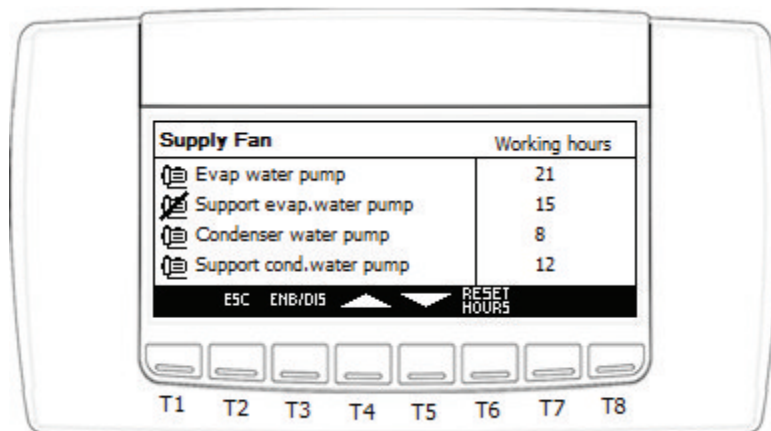 Supply Fan Working hours
Evap water pump 21
Support evap.water pump 15
Condenser water pump 8
Support cond.water pump 12
ESC ENB/DIS RESET HOURS
T1 T2 T3 T4 T5 T6 T7 T8